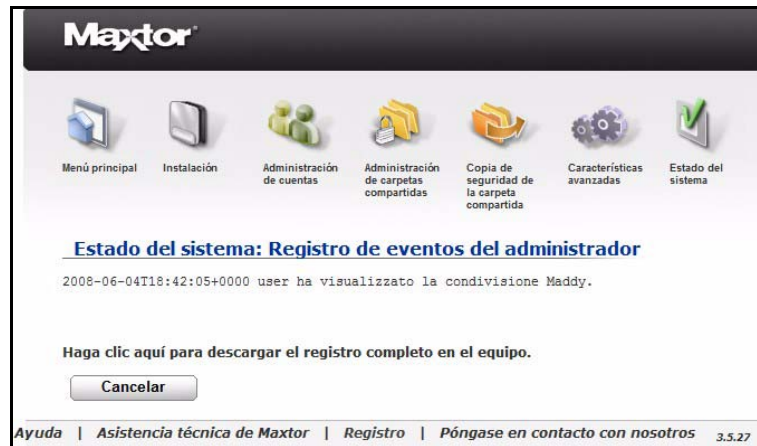 Maxtor
Menú principal
Instalación
Administración
de cuentas
Administración
de carpetas
compartidas
Copia de
seguridad de
la carpeta
compartida
Características
avanzadas
Estado del
sistema
Estado del sistema: Registro de eventos del administrador
2008-06-04T18:42:05+0000 user ha visualizzato la condivisione Maddy.
Haga clic aquí para descargar el registro completo en el equipo.
Cancelar
Ayuda | Asistencia técnica de Maxtor | Registro | Póngase en contacto con nosotros 3.5.27